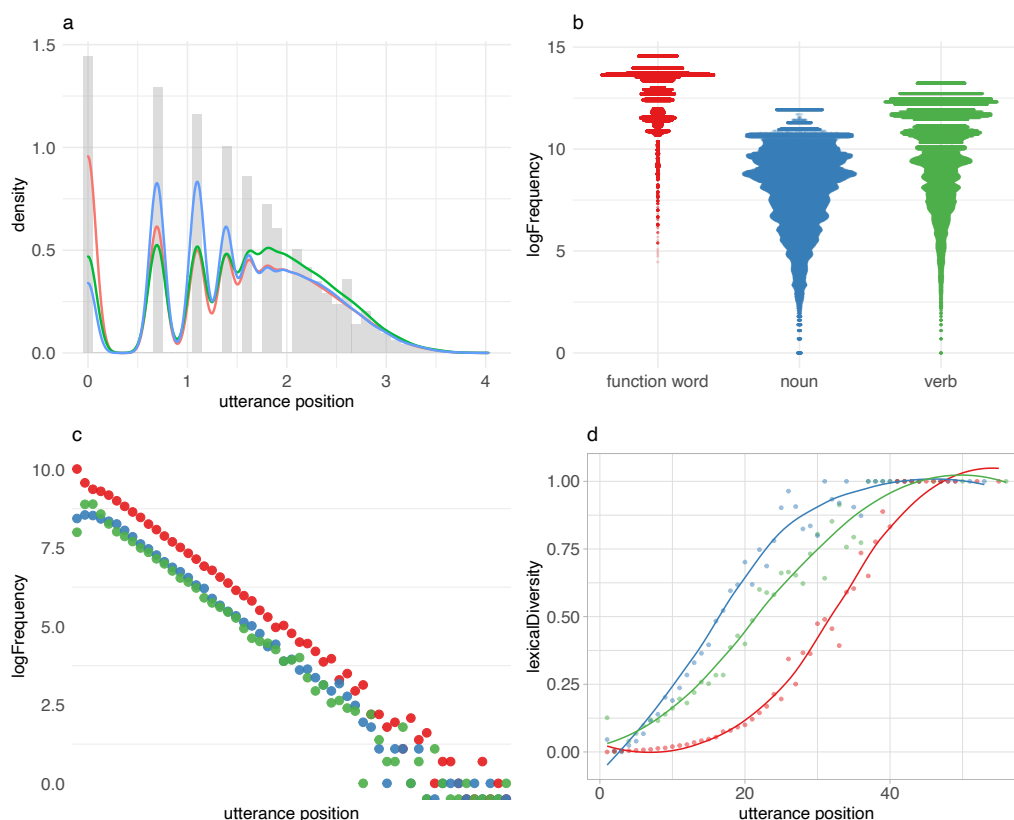 a
1.5
1.0
0.5
0.0
density
0 1 2 3 4
utterance position
b
15
10
5
0
logFrequency
function word noun verb
c
10.0
7.5
5.0
2.5
0.0
logFrequency
utterance position
d
1.00
0.75
0.50
0.25
0.00
lexicalDiversity
0 20 40
utterance position